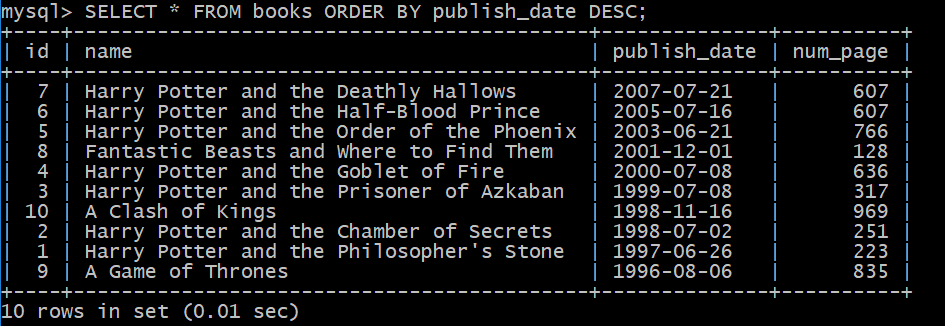 mysql> SELECT * FROM books ORDER BY publish_date DESC;
+----+--------------------------------------------+--------------+----------+
| id | name                                       | publish_date | num_page |
+----+--------------------------------------------+--------------+----------+
|  7 | Harry Potter and the Deathly Hallows       | 2007-07-21   |      607 |
|  6 | Harry Potter and the Half-Blood Prince     | 2005-07-16   |      607 |
|  5 | Harry Potter and the Order of the Phoenix  | 2003-06-21   |      766 |
|  8 | Fantastic Beasts and Where to Find Them    | 2001-12-01   |      128 |
|  4 | Harry Potter and the Goblet of Fire        | 2000-07-08   |      636 |
|  3 | Harry Potter and the Prisoner of Azkaban   | 1999-07-08   |      317 |
| 10 | A Clash of Kings                           | 1998-11-16   |      969 |
|  2 | Harry Potter and the Chamber of Secrets    | 1998-07-02   |      251 |
|  1 | Harry Potter and the Philosopher's Stone   | 1997-06-26   |      223 |
|  9 | A Game of Thrones                          | 1996-08-06   |      835 |
+----+--------------------------------------------+--------------+----------+
10 rows in set (0.01 sec)